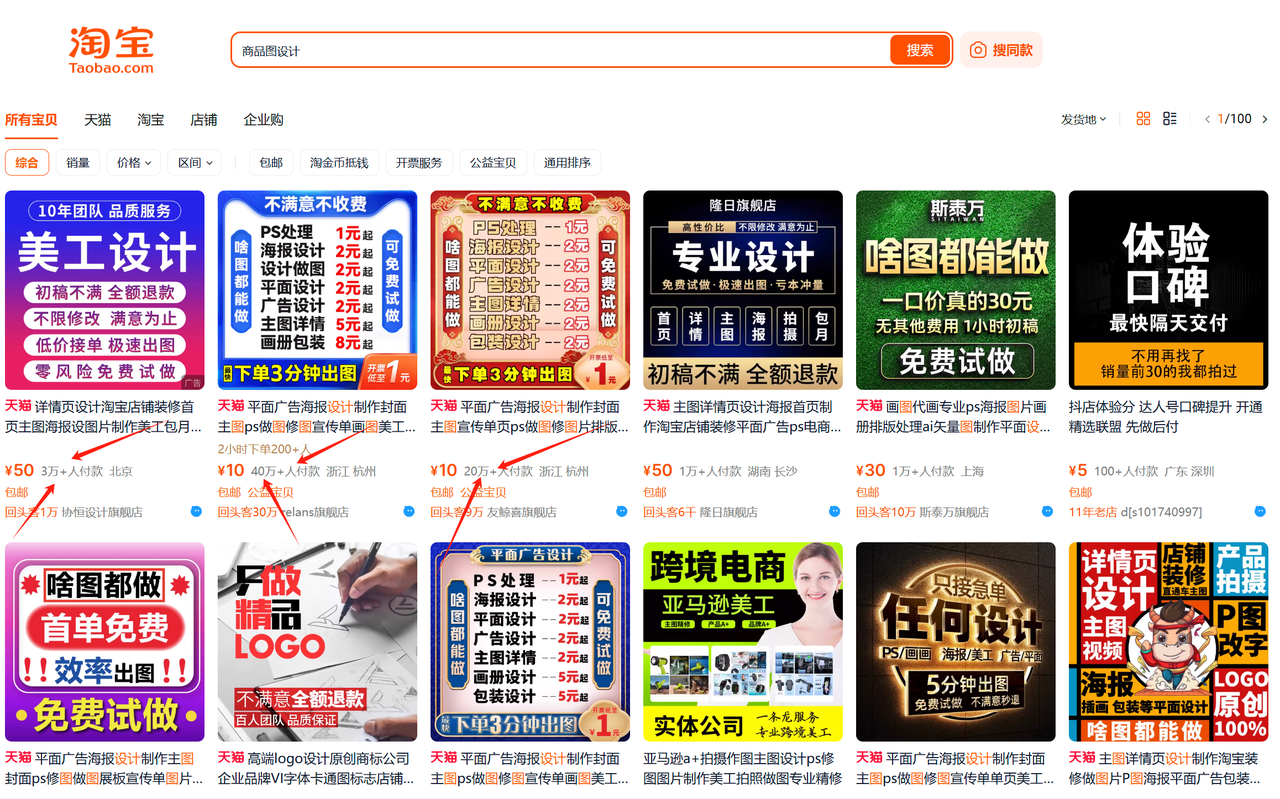 淘宝
Taobao.com
商品图设计
搜索
搜同款
所有宝贝
天猫
淘宝
店铺
企业购
发货地
1/100
综合
销量
价格
区间
包邮
淘金币抵钱
开票服务
公益宝贝
通用排序
10年团队 品质服务
美工设计
初稿不满 全额退款
不限修改 满意为止
低价接单 极速出图
零风险免费试做
广告
天猫 详情页设计淘宝店铺装修首
页主图海报设图片制作美工包月...
¥50 3万+人付款 北京
包邮
回头客1万 协恒设计旗舰店
不满意不收费
啥图都能做
PS处理 1元起
海报设计 2元起
设计做图 2元起
平面设计 2元起
广告设计 2元起
主图详情 5元起
画册包装 8元起
可免费试做
最快 下单3分钟出图
开票低至1元
天猫 平面广告海报设计制作封面
主图ps做图修图宣传单画图美工...
2小时下单200+人
¥10 40万+人付款 浙江 杭州
包邮 公益宝贝
回头客30万 relans旗舰店
不满意不收费
啥图都能做
PS处理 -- 1元
海报设计 -- 2元
平面设计 -- 2元
广告设计 -- 2元
主图详情 -- 2元
画册设计 -- 2元
包装设计 -- 2元
可免费试做
最快 下单3分钟出图
开票低至
¥1元
天猫 平面广告海报设计制作封面
主图宣传单页ps做图修图片排版...
¥10 20万+人付款 浙江 杭州
包邮 公益宝贝
回头客9万 友鲸喜旗舰店
隆日旗舰店
高性价比 不限修改 满意为止
专业设计
免费试做·极速出图·亏本冲量
首页 详情 主图 海报 拍摄 包月
初稿不满 全额退款
天猫 主图详情页设计海报首页制
作淘宝店铺装修平面广告ps电商...
¥50 1万+人付款 湖南 长沙
包邮
回头客6千 隆日旗舰店
斯泰万
SITAIWAN
啥图都能做
一口价真的30元
无其他费用 1小时初稿
免费试做
天猫 画图代画专业ps海报图片画
册排版处理ai矢量图制作平面设...
¥30 1万+人付款 上海
包邮
回头客10万 斯泰万旗舰店
体验
口碑
最快隔天交付
不用再找了
销量前30的我都拍过
抖店体验分 达人号口碑提升 开通
精选联盟 先做后付
¥5 100+人付款 广东 深圳
包邮
11年老店 d[s101740997]
啥图都做
首单免费
!!效率出图!!
免费试做
天猫 平面广告海报设计制作主图
封面ps修图做图展板宣传单图片...
只做
精品
LOGO
不满意全额退款
百人团队 品质保证
天猫 高端logo设计原创商标公司
企业品牌VI字体卡通图标志店铺...
平面广告设计
啥图都能做
PS处理 -- 1元起
海报设计 -- 2元起
平面设计 -- 2元起
广告设计 -- 2元起
主图详情 -- 2元起
画册设计 -- 5元起
包装设计 -- 5元起
可免费试做
最快 下单3分钟出图
开票低至
¥1元
天猫 平面广告海报设计制作封面
主图ps做图修图宣传单画图美工...
跨境电商
亚马逊美工
主图精修 产品A+ 品牌A+
实体公司
一条龙服务
专业跨境美工
亚马逊a+拍摄作图主图设计ps修
图图片制作美工拍照做图专业精修
只接急单
任何设计
PS/画画 海报/美工 广告/平面
5分钟出图
免费试做 不满意秒退
天猫 平面广告海报设计制作封面
主图ps做图修图宣传单单页美工...
详情页
设计
主图
视频
店铺
装修
直通车主图
产品
拍摄
P图
改字
海报
插画 包装等平面设计
LOGO
原创
100%
啥图都能做
天猫 主图详情页设计制作淘宝装
修做图片P图海报平面广告包装...